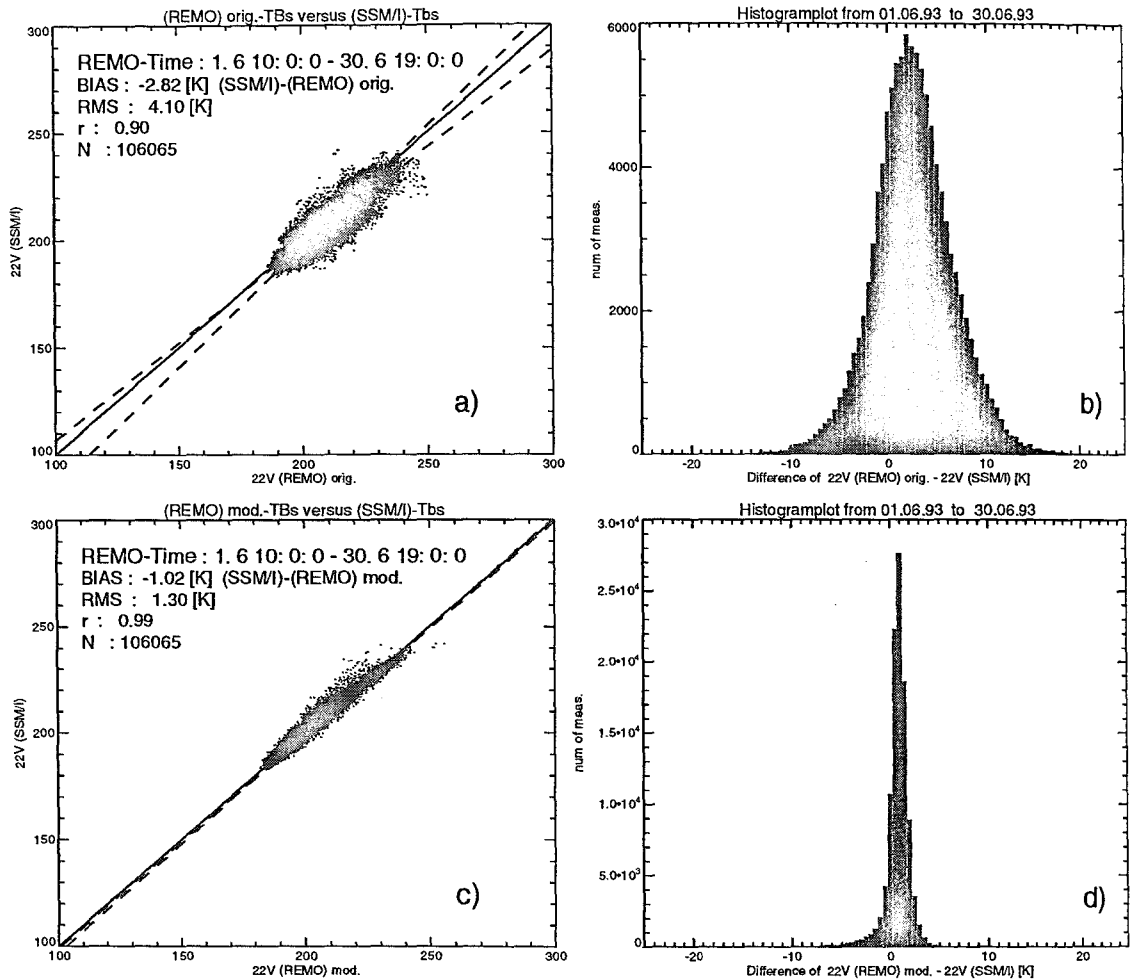 (REMO) orig.-TBs versus (SSM/I)-Tbs
300
250
200
150
100
22V (SSM/I)
REMO-Time : 1. 6 10: 0: 0 - 30. 6 19: 0: 0
BIAS : -2.82 [K] (SSM/I)-(REMO) orig.
RMS : 4.10 [K]
r : 0.90
N : 106065
a)
100 150 200 250 300
22V (REMO) orig.
Histogramplot from 01.06.93 to 30.06.93
6000
4000
2000
0
num of meas.
b)
-20 -10 0 10 20
Difference of 22V (REMO) orig. - 22V (SSM/I) [K]
(REMO) mod.-TBs versus (SSM/I)-Tbs
300
250
200
150
100
22V (SSM/I)
REMO-Time : 1. 6 10: 0: 0 - 30. 6 19: 0: 0
BIAS : -1.02 [K] (SSM/I)-(REMO) mod.
RMS : 1.30 [K]
r : 0.99
N : 106065
c)
100 150 200 250 300
22V (REMO) mod.
Histogramplot from 01.06.93 to 30.06.93
3.0•10⁴
2.5•10⁴
2.0•10⁴
1.5•10⁴
1.0•10⁴
5.0•10³
0
num of meas.
d)
-20 -10 0 10 20
Difference of 22V (REMO) mod. - 22V (SSM/I) [K]